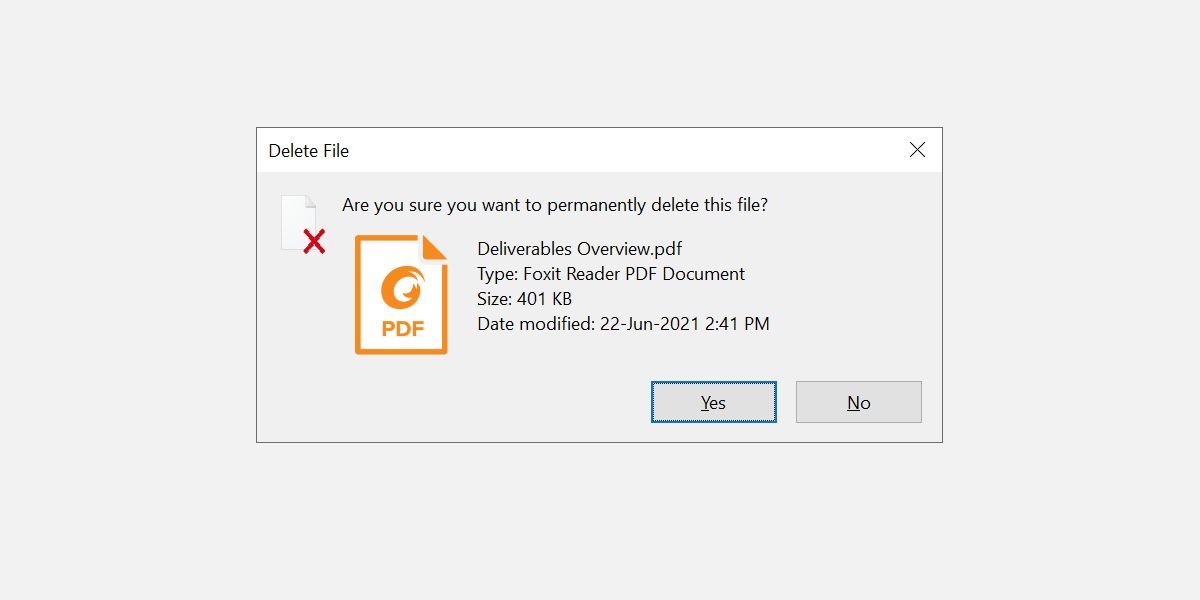 Delete File
Are you sure you want to permanently delete this file?
Deliverables Overview.pdf
Type: Foxit Reader PDF Document
Size: 401 KB
Date modified: 22-Jun-2021 2:41 PM
PDF
Yes
No